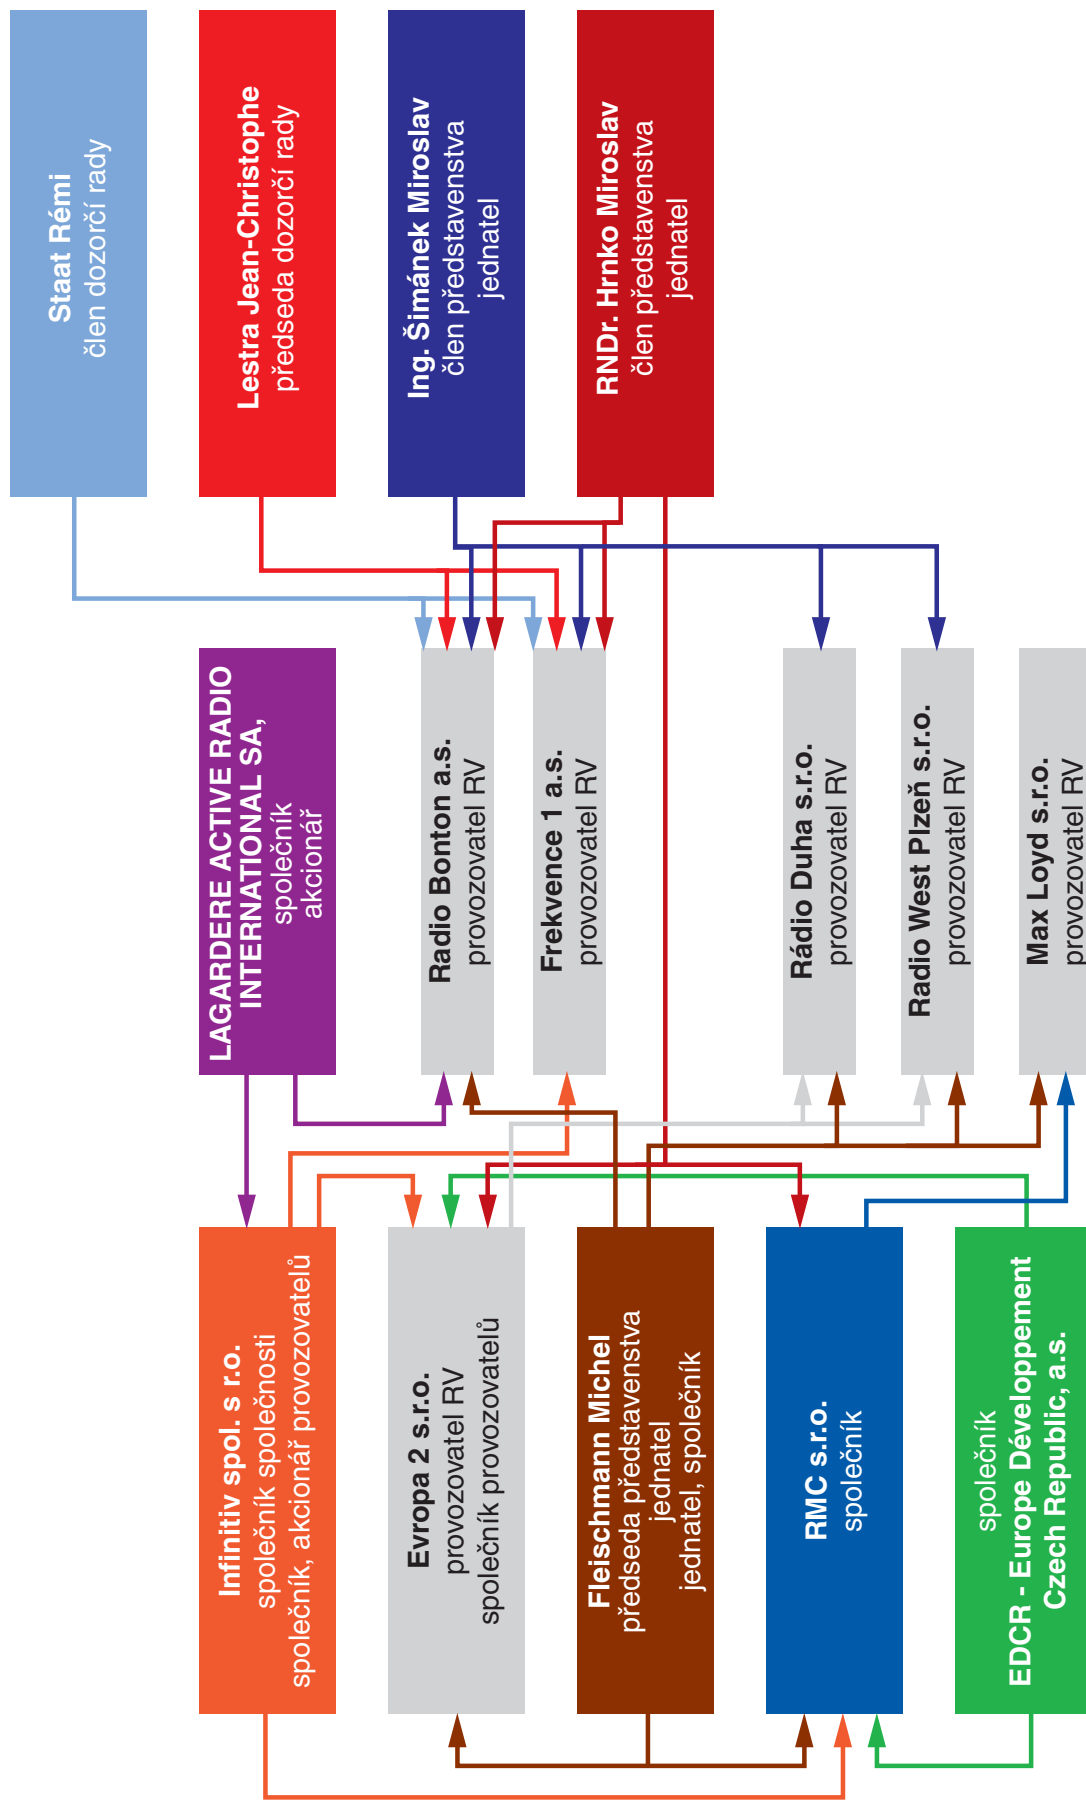 Staat Rémi
člen dozorčí rady
Infinitiv spol. s r.o.
společník společnosti
společník, akcionář provozovatelů
LAGARDERE ACTIVE RADIO
INTERNATIONAL SA,
společník
akcionář
Lestra Jean-Christophe
předseda dozorčí rady
Evropa 2 s.r.o.
provozovatel RV
společník provozovatelů
Radio Bonton a.s.
provozovatel RV
Ing. Šimánek Miroslav
člen představenstva
jednatel
Frekvence 1 a.s.
provozovatel RV
Fleischmann Michel
předseda představenstva
jednatel
jednatel, společník
RNDr. Hrnko Miroslav
člen představenstva
jednatel
RMC s.r.o.
společník
Rádio Duha s.r.o.
provozovatel RV
Radio West Plzeň s.r.o.
provozovatel RV
společník
EDCR - Europe Développement
Czech Republic, a.s.
Max Loyd s.r.o.
provozovatel RV